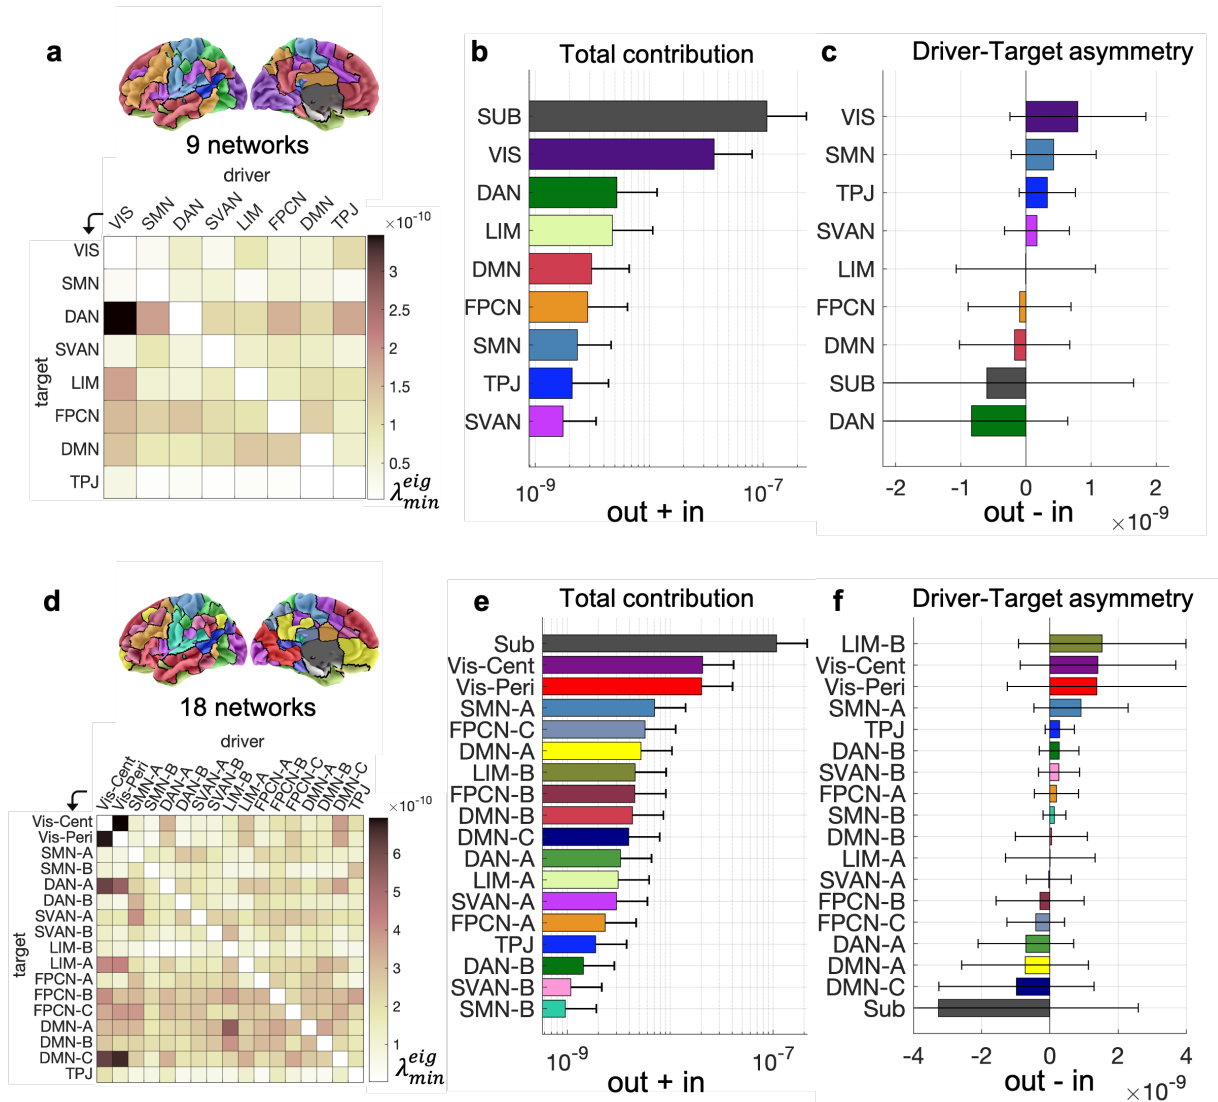 a
9 networks
driver
VIS SMN DAN SVAN LIM FPCN DMN TPJ
×10⁻¹⁰
target
VIS
SMN
DAN
SVAN
LIM
FPCN
DMN
TPJ
3
2.5
2
1.5
1
0.5
λ_min^eig
b
Total contribution
SUB
VIS
DAN
LIM
DMN
FPCN
SMN
TPJ
SVAN
10⁻⁹ 10⁻⁷
out + in
c
Driver-Target asymmetry
VIS
SMN
TPJ
SVAN
LIM
FPCN
DMN
SUB
DAN
-2 -1 0 1 2
out - in
×10⁻⁹
d
18 networks
driver
Vis-Cent Vis-Peri SMN-A SMN-B DAN-A DAN-B SVAN-A SVAN-B LIM-B LIM-A FPCN-A FPCN-B FPCN-C DMN-A DMN-B DMN-C TPJ
×10⁻¹⁰
target
Vis-Cent
Vis-Peri
SMN-A
SMN-B
DAN-A
DAN-B
SVAN-A
SVAN-B
LIM-B
LIM-A
FPCN-A
FPCN-B
FPCN-C
DMN-A
DMN-B
DMN-C
TPJ
6
5
4
3
2
1
λ_min^eig
e
Total contribution
Sub
Vis-Cent
Vis-Peri
SMN-A
FPCN-C
DMN-A
LIM-B
FPCN-B
DMN-B
DMN-C
DAN-A
LIM-A
SVAN-A
FPCN-A
TPJ
DAN-B
SVAN-B
SMN-B
10⁻⁹ 10⁻⁷
out + in
f
Driver-Target asymmetry
LIM-B
Vis-Cent
Vis-Peri
SMN-A
TPJ
DAN-B
SVAN-B
FPCN-A
SMN-B
DMN-B
LIM-A
SVAN-A
FPCN-B
FPCN-C
DAN-A
DMN-A
DMN-C
Sub
-4 -2 0 2 4
out - in
×10⁻⁹